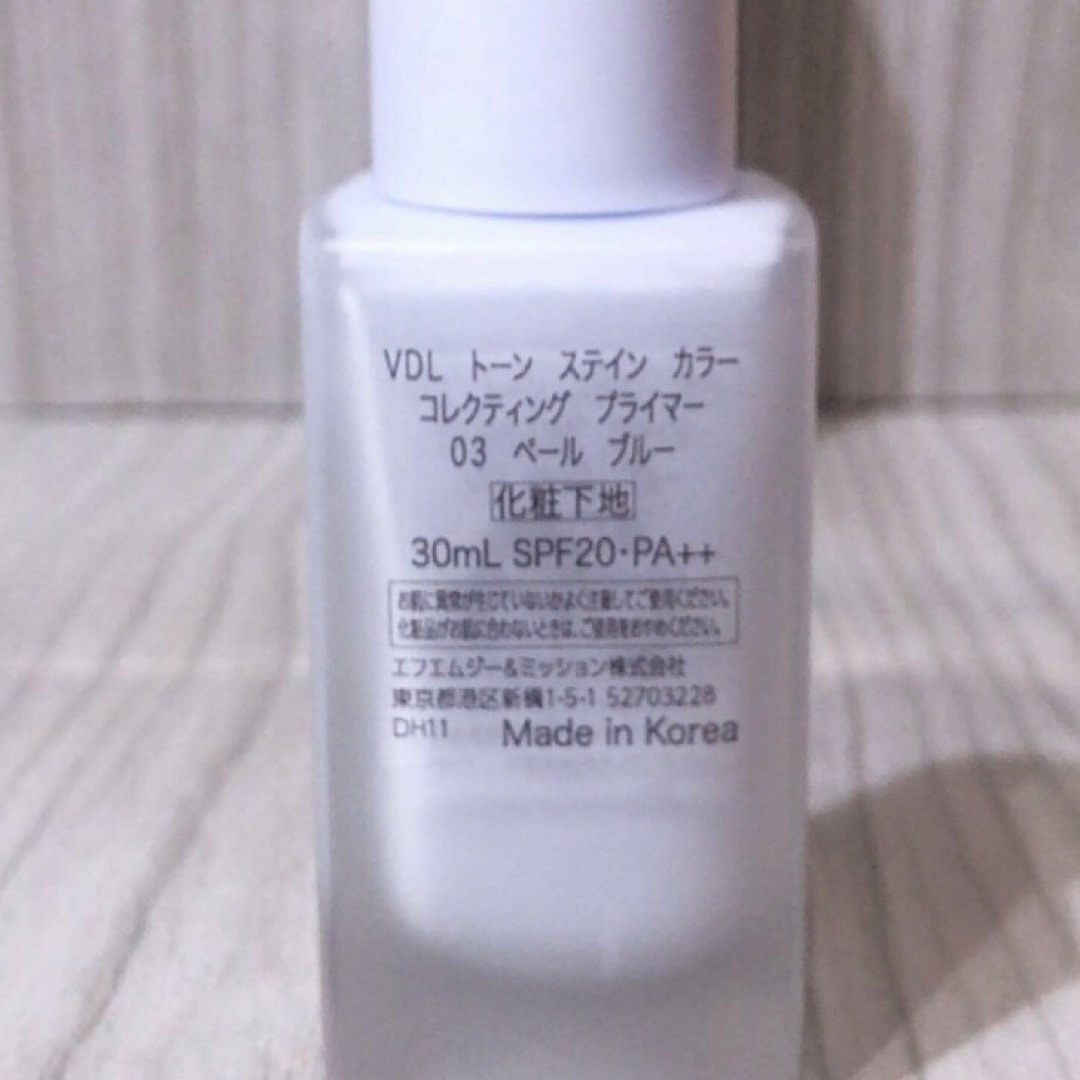 VDL トーン ステイン カラー
コレクティング プライマー
03 ペール ブルー
化粧下地
30mL SPF20・PA++
お肌に異常が生じていないかよく注意してご使用ください。
化粧品がお肌に合わないときは、ご使用をおやめください。
エフエムジー&ミッション株式会社
東京都港区新橋1-5-1 52703228
DH11 Made in Korea